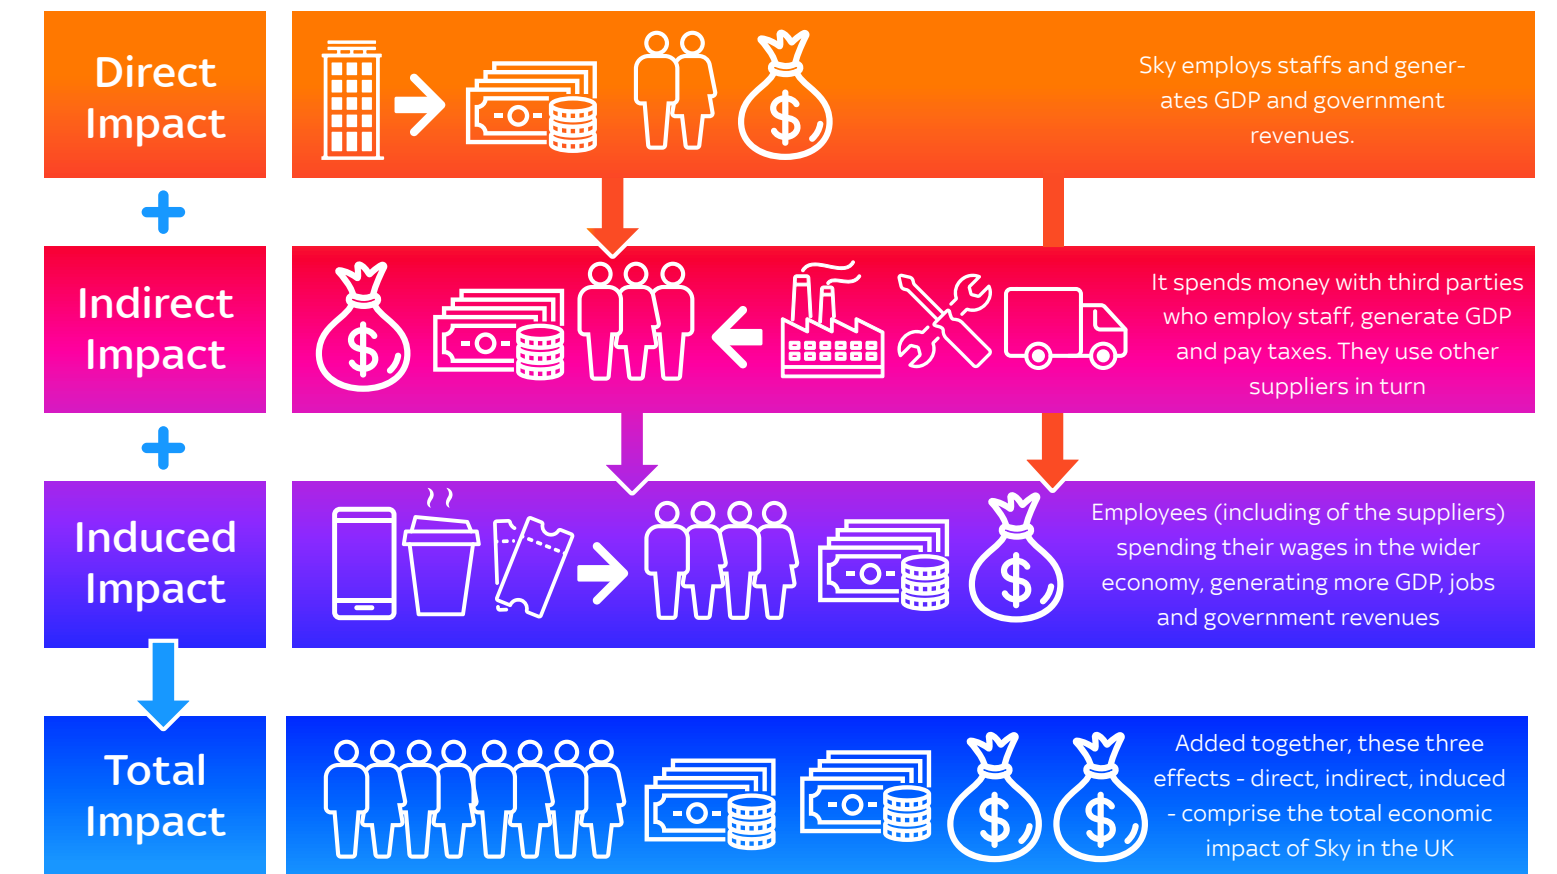 Direct
Impact
Sky employs staffs and gener-
ates GDP and government
revenues.
+
Indirect
Impact
It spends money with third parties
who employ staff, generate GDP
and pay taxes. They use other
suppliers in turn
+
Induced
Impact
Employees (including of the suppliers)
spending their wages in the wider
economy, generating more GDP, jobs
and government revenues
Total
Impact
Added together, these three
effects - direct, indirect, induced
- comprise the total economic
impact of Sky in the UK